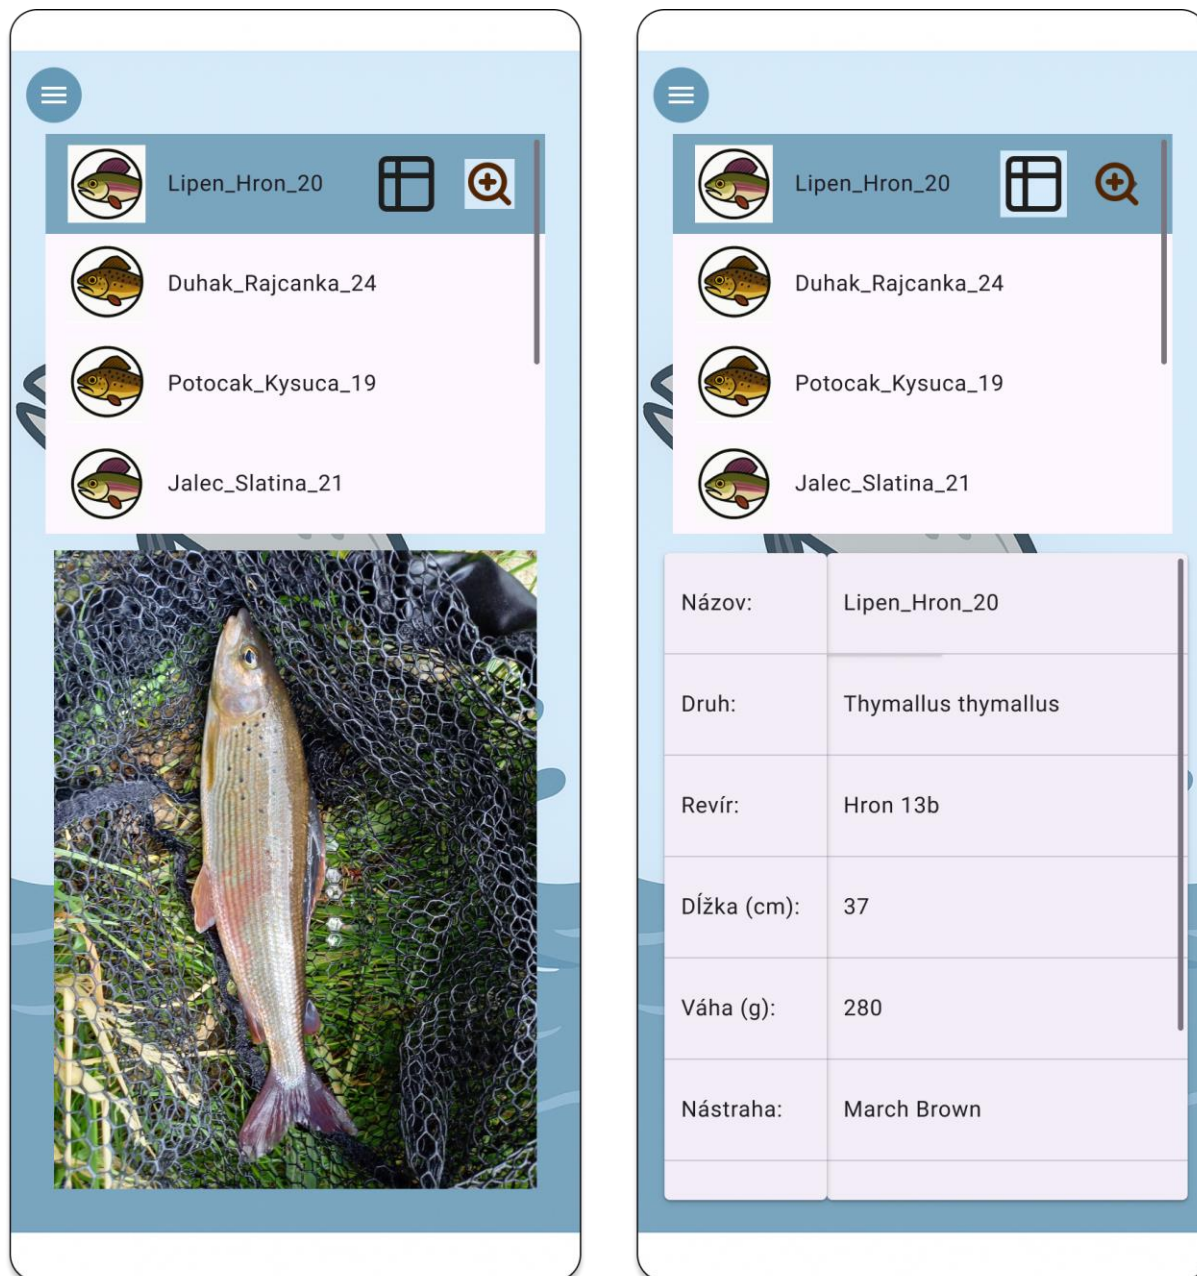 Lipen_Hron_20
Duhak_Rajcanka_24
Potocak_Kysuca_19
Jalec_Slatina_21
Lipen_Hron_20
Duhak_Rajcanka_24
Potocak_Kysuca_19
Jalec_Slatina_21
Názov: Lipen_Hron_20
Druh: Thymallus thymallus
Revír: Hron 13b
Dĺžka (cm): 37
Váha (g): 280
Nástraha: March Brown